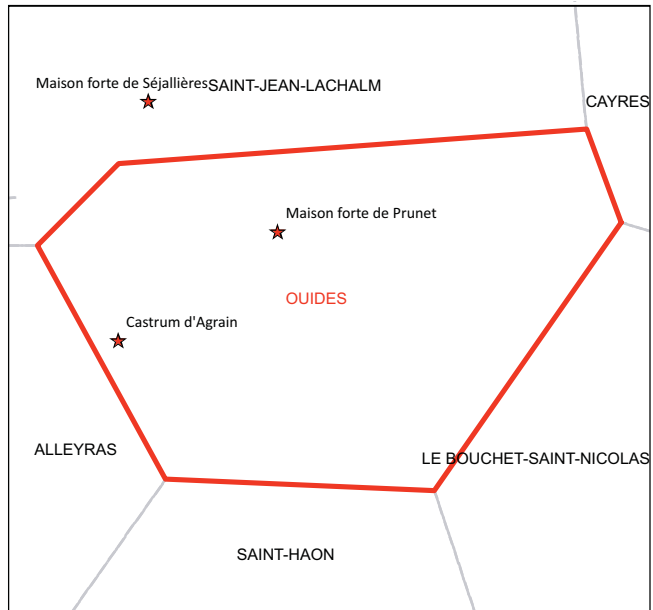 Maison forte de Séjallières
SAINT-JEAN-LACHALM
CAYRES
Maison forte de Prunet
OUIDES
Castrum d'Agrain
ALLEYRAS
LE BOUCHET-SAINT-NICOLAS
SAINT-HAON